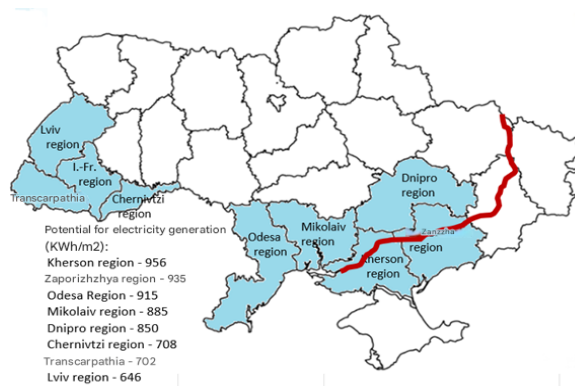 Lviv
region
I.-Fr.
region
Transcarpathia
Chernivtzi
region
Dnipro
region
Mikolaiv
region
Odesa
region
Zanzzha
region
Kherson
region
Potential for electricity generation
(KWh/m2):
Kherson region - 956
Zaporizhzhya region - 935
Odesa Region - 915
Mikolaiv region - 885
Dnipro region - 850
Chernivtzi region - 708
Transcarpathia - 702
Lviv region - 646